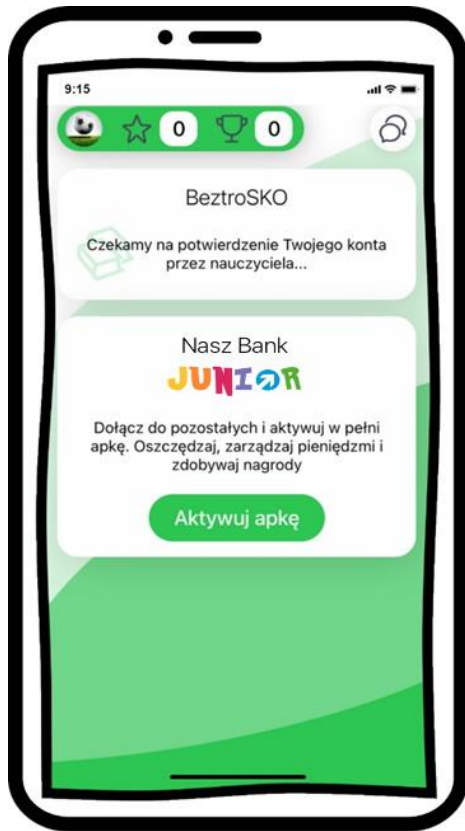 9:15
0 0
BeztroSKO
Czekamy na potwierdzenie Twojego konta
przez nauczyciela...
Nasz Bank
JUNIOR
Dołącz do pozostałych i aktywuj w pełni
apkę. Oszczędzaj, zarządzaj pieniędzmi i
zdobywaj nagrody
Aktywuj apkę